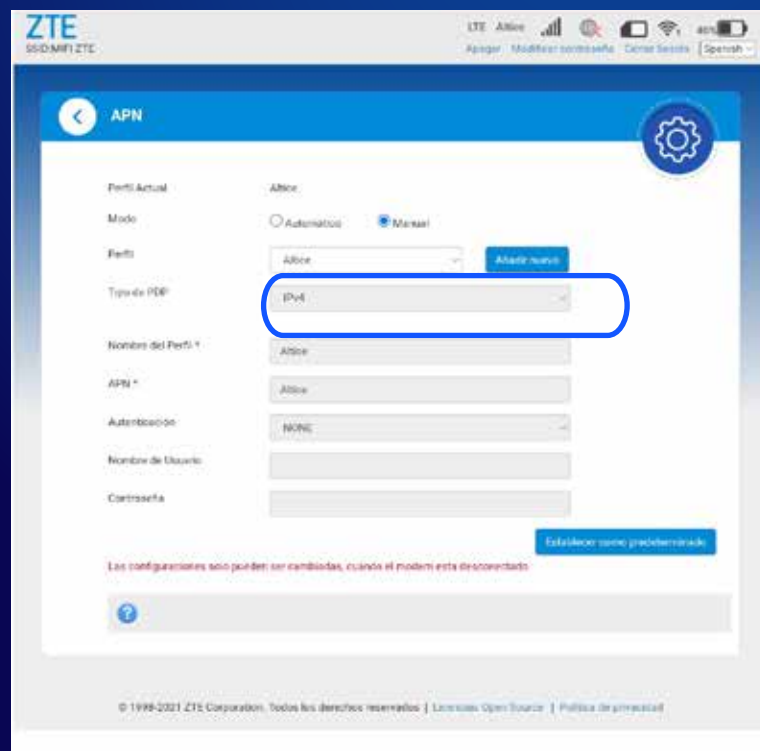 ZTE
SSID:MIFI ZTE
LTE Altice
Apagar Modificar contraseña Cerrar Sesión Spanish
APN
Perfil Actual Altice
Modo Automático Manual
Perfil Altice Añadir nuevo
Tipo de PDP IPv4
Nombre del Perfil * Altice
APN * Altice
Autenticación NONE
Nombre de Usuario
Contraseña
Establecer como predeterminado
Las configuraciones solo pueden ser cambiadas, cuando el modem esta desconectado
?
© 1998-2021 ZTE Corporation. Todos los derechos reservados | Licencias Open Source | Política de privacidad